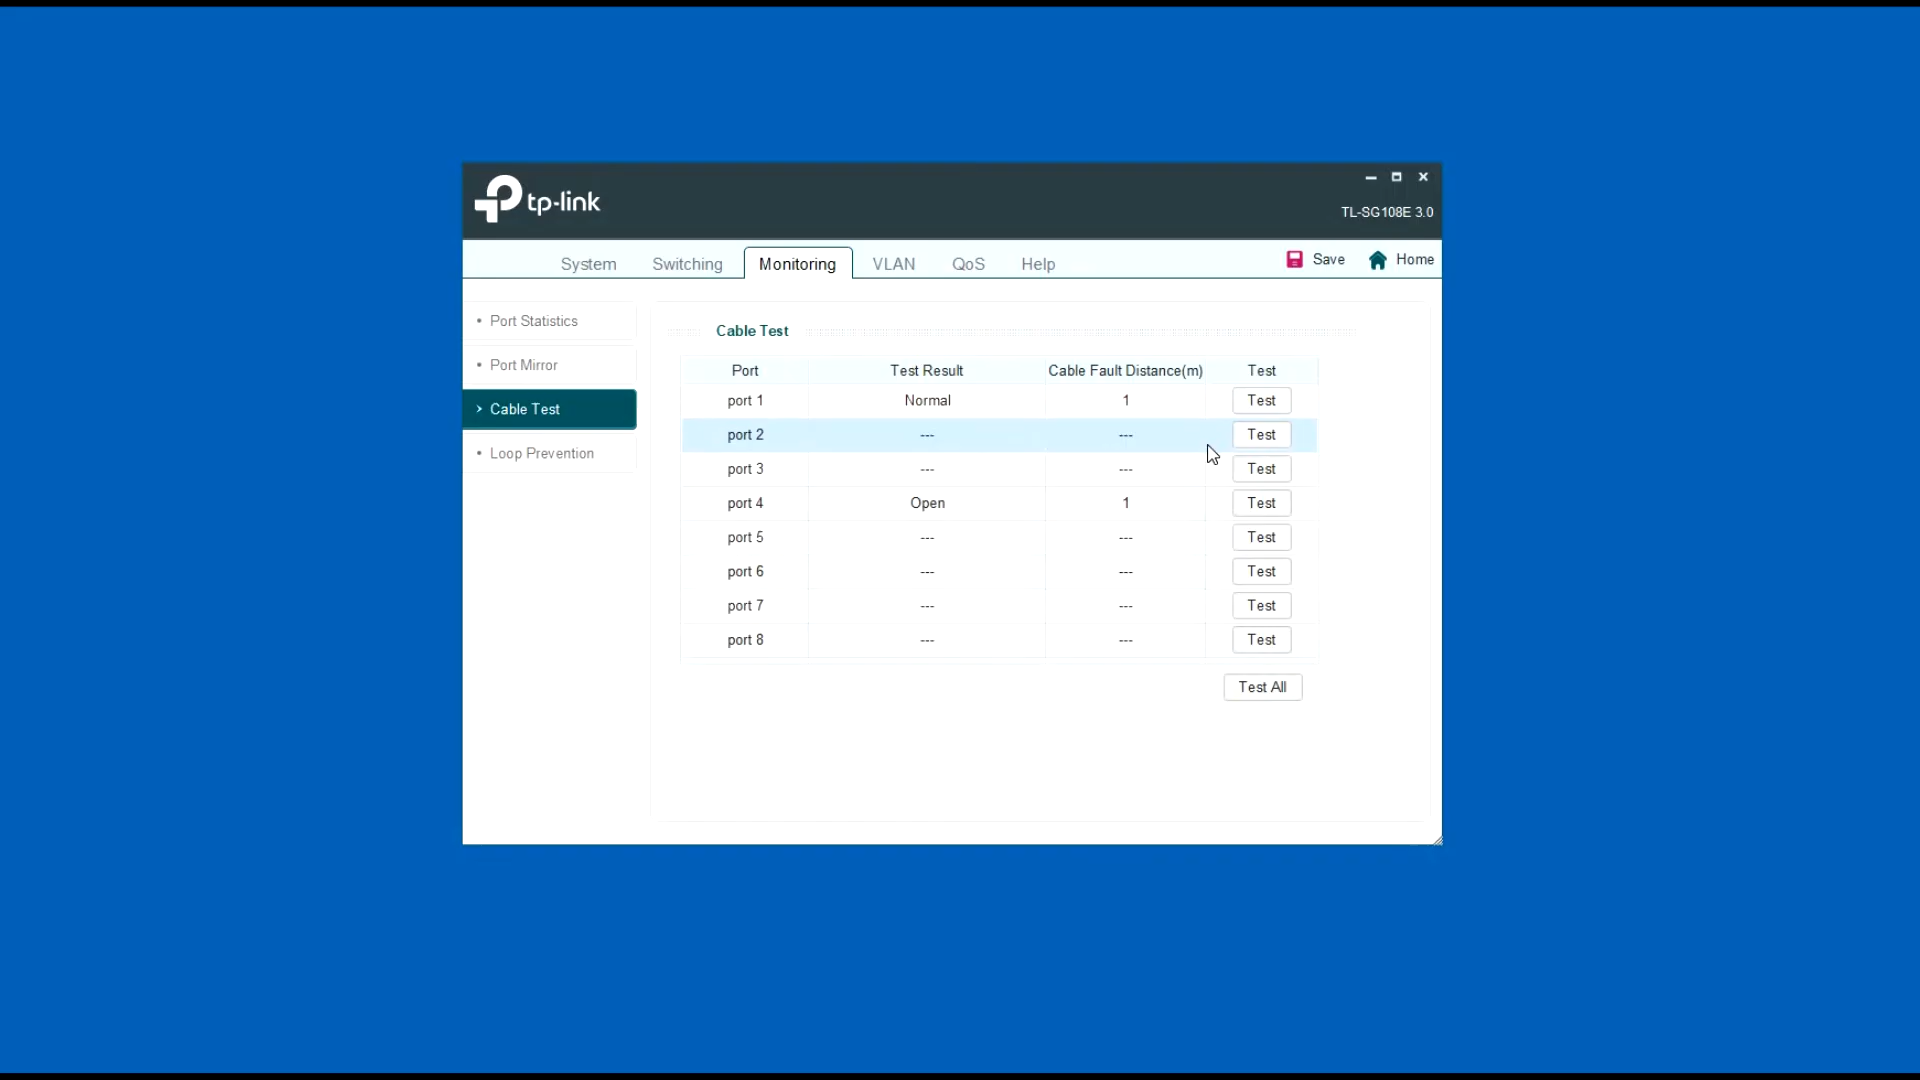 tp-link
TL-SG108E 3.0
System Switching Monitoring VLAN QoS Help Save Home
• Port Statistics
• Port Mirror
> Cable Test
• Loop Prevention
Cable Test
Port Test Result Cable Fault Distance(m) Test
port 1 Normal 1 Test
port 2 --- --- Test
port 3 --- --- Test
port 4 Open 1 Test
port 5 --- --- Test
port 6 --- --- Test
port 7 --- --- Test
port 8 --- --- Test
Test All